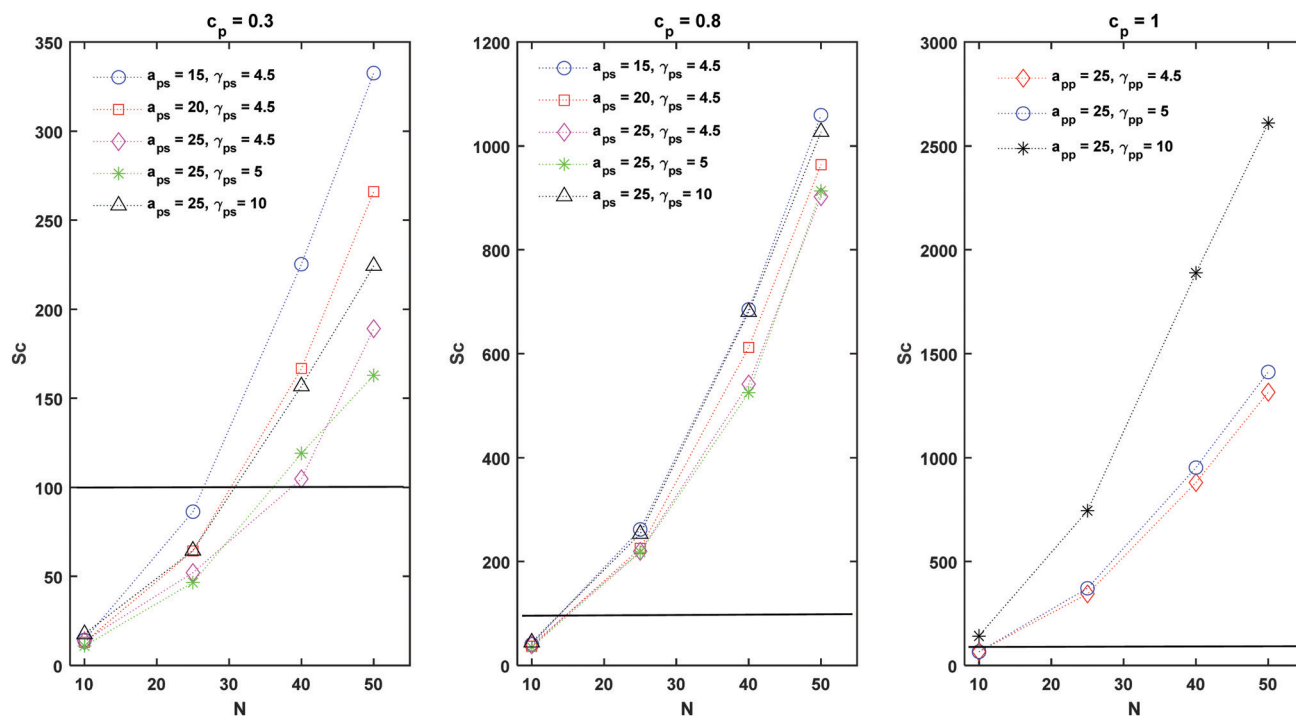 c_p = 0.3
350
300
250
200
150
100
50
0
Sc
10
20
30
40
50
N
a_ps = 15, γ_ps = 4.5
a_ps = 20, γ_ps = 4.5
a_ps = 25, γ_ps = 4.5
a_ps = 25, γ_ps = 5
a_ps = 25, γ_ps = 10
c_p = 0.8
1200
1000
800
600
400
200
0
Sc
10
20
30
40
50
N
a_ps = 15, γ_ps = 4.5
a_ps = 20, γ_ps = 4.5
a_ps = 25, γ_ps = 4.5
a_ps = 25, γ_ps = 5
a_ps = 25, γ_ps = 10
c_p = 1
3000
2500
2000
1500
1000
500
0
Sc
10
20
30
40
50
N
a_pp = 25, γ_pp = 4.5
a_pp = 25, γ_pp = 5
a_pp = 25, γ_pp = 10